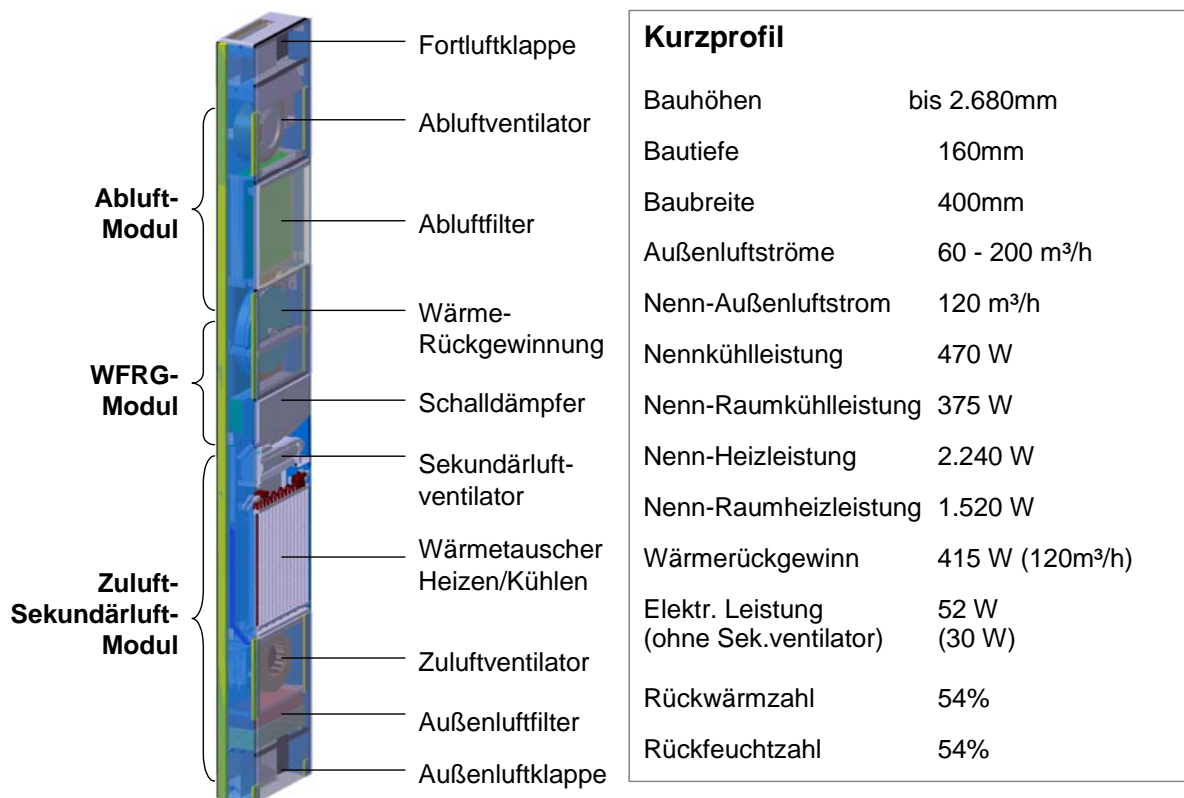 Fortluftklappe
Abluftventilator
Abluft-
Modul
Abluftfilter
Wärme-
Rückgewinnung
WFRG-
Modul
Schalldämpfer
Sekundärluft-
ventilator
Wärmetauscher
Heizen/Kühlen
Zuluft-
Sekundärluft-
Modul
Zuluftventilator
Außenluftfilter
Außenluftklappe
Kurzprofil
Bauhöhen bis 2.680mm
Bautiefe 160mm
Baubreite 400mm
Außenluftströme 60 - 200 m³/h
Nenn-Außenluftstrom 120 m³/h
Nennkühlleistung 470 W
Nenn-Raumkühlleistung 375 W
Nenn-Heizleistung 2.240 W
Nenn-Raumheizleistung 1.520 W
Wärmerückgewinn 415 W (120m³/h)
Elektr. Leistung 52 W
(ohne Sek.ventilator) (30 W)
Rückwärmzahl 54%
Rückfeuchtzahl 54%